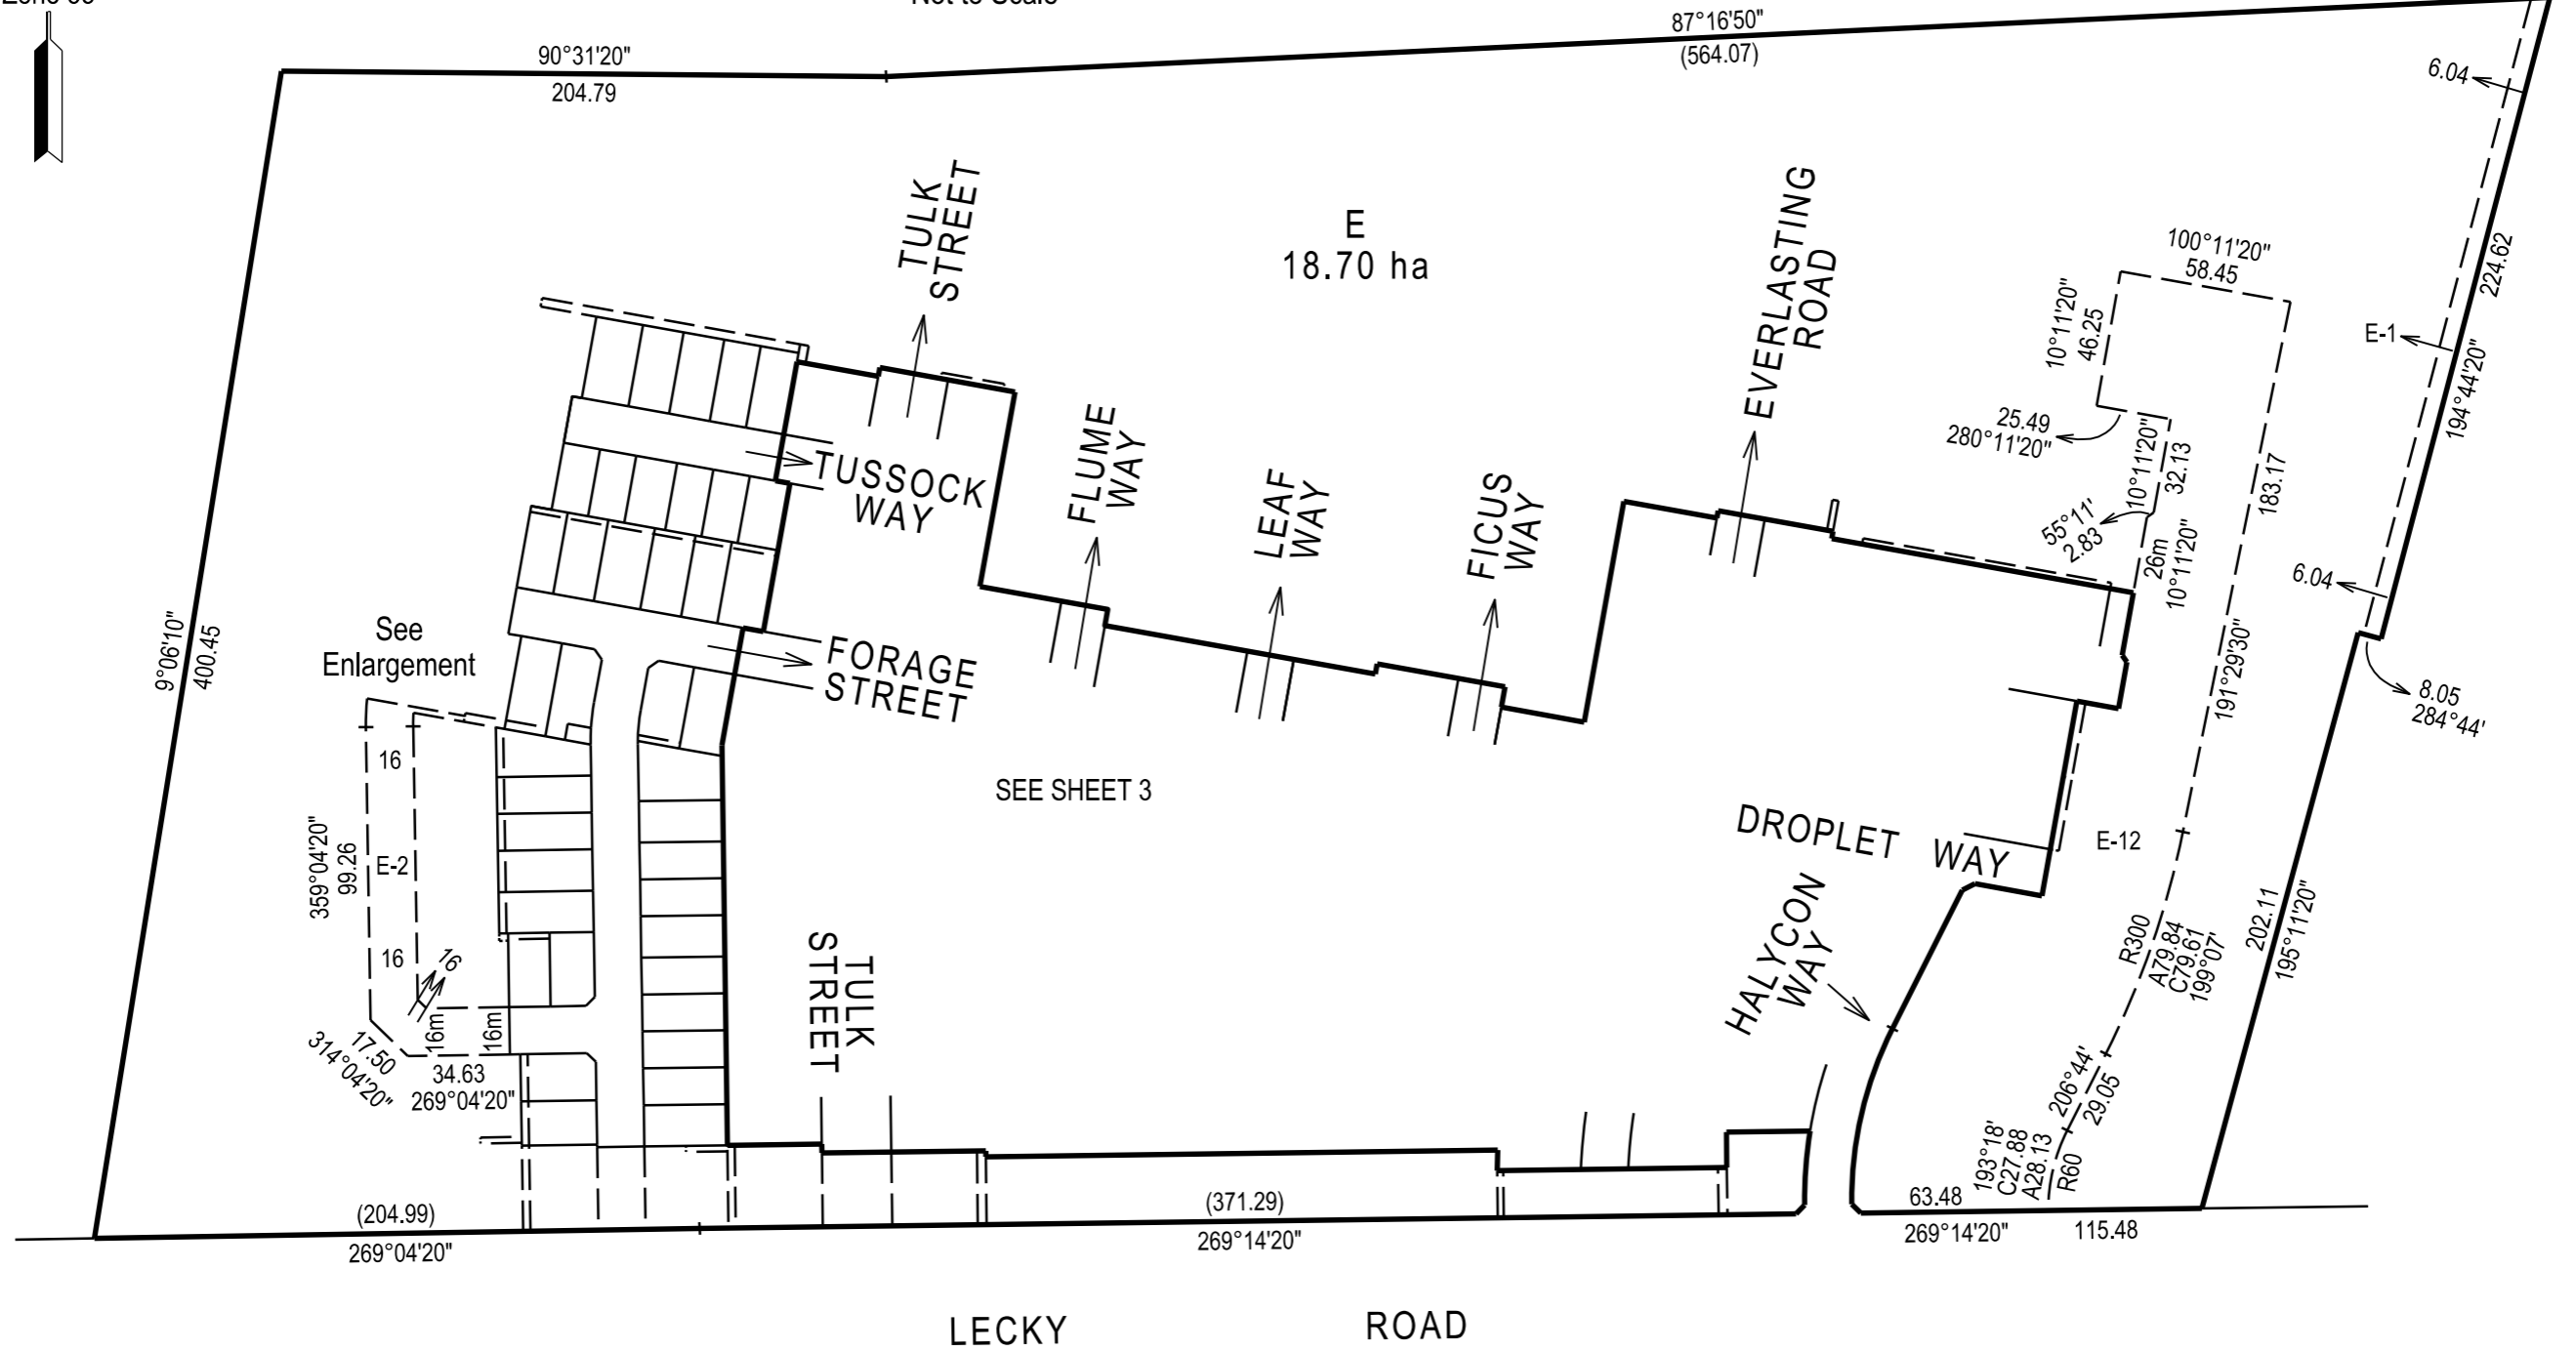 87°16'50"
(564.07)
90°31'20"
204.79
6.04
TULK
STREET
E
18.70 ha
EVERLASTING
ROAD
100°11'20"
58.45
10°11'20"
46.25
224.62
194°44'20"
E-1
25.49
280°11'20"
10°11'20"
32.13
183.17
191°29'30"
55°11'
2.83
26m
10°11'20"
6.04
8.05
284°44'
TUSSOCK
WAY
FLUME
WAY
LEAF
WAY
FICUS
WAY
9°06'10"
400.45
See
Enlargement
FORAGE
STREET
16
359°04'20"
99.26
E-2
16
16
16m
16m
17.50
314°04'20"
34.63
269°04'20"
SEE SHEET 3
DROPLET WAY
E-12
HALYCON
WAY
TULK
STREET
R300
A79.84
C79.61
199°07'
202.11
195°11'20"
206°44'
29.05
193°18'
C27.88
A28.13
R60
(204.99)
269°04'20"
(371.29)
269°14'20"
63.48
269°14'20"
115.48
LECKY ROAD